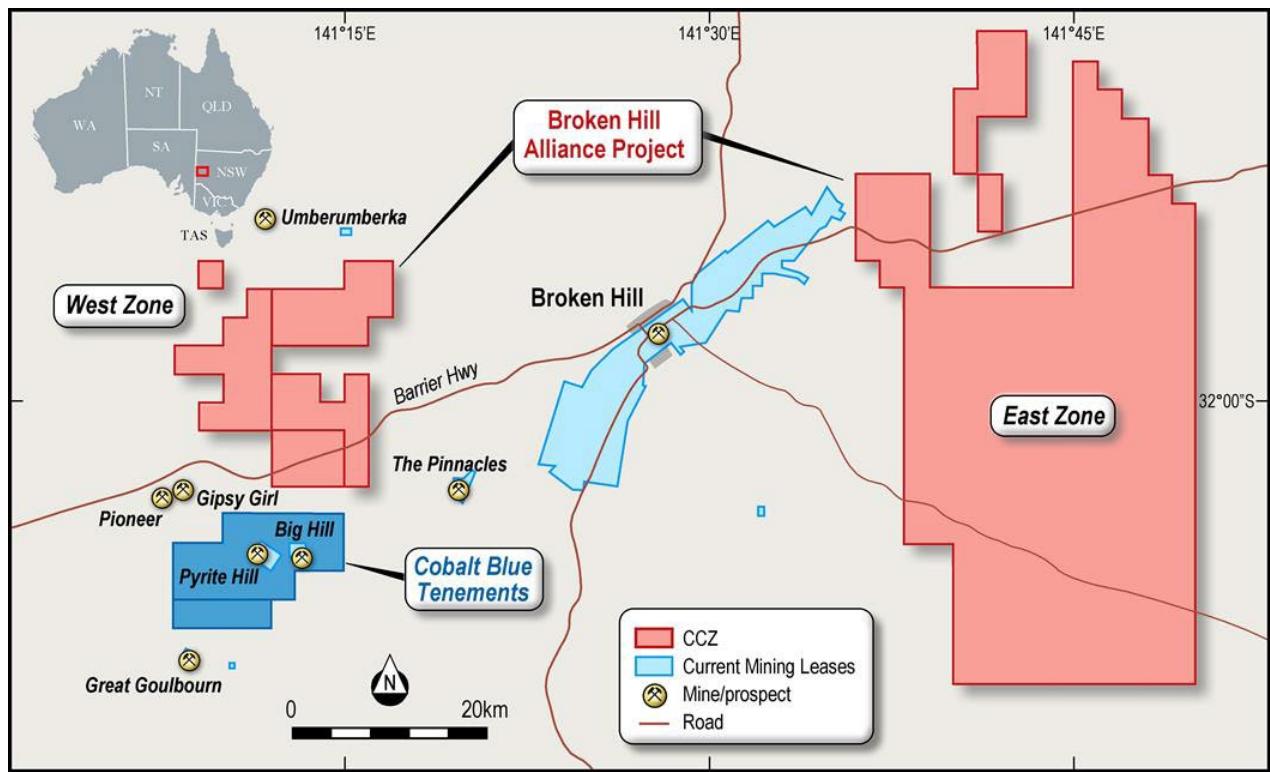 141°15'E
141°30'E
141°45'E
WA
NT
QLD
SA
NSW
VIC
TAS
Broken Hill
Alliance Project
Umberumberka
West Zone
Broken Hill
Barrier Hwy
32°00"S
East Zone
The Pinnacles
Gipsy Girl
Pioneer
Big Hill
Pyrite Hill
Cobalt Blue
Tenements
Great Goulbourn
N
0 20km
CCZ
Current Mining Leases
Mine/prospect
Road